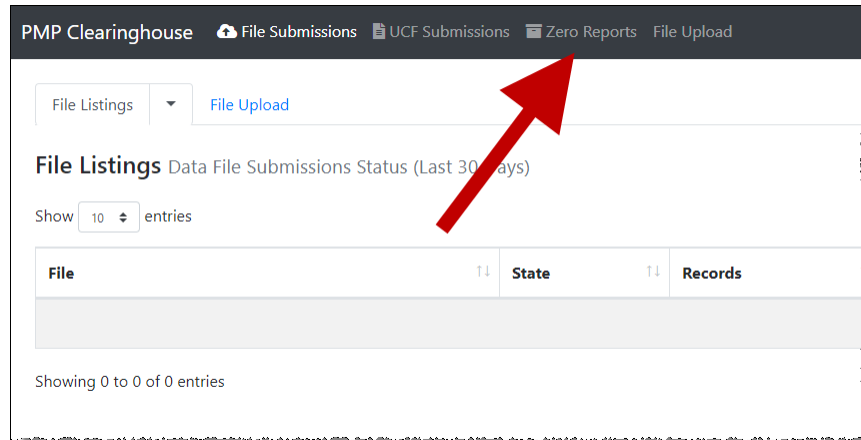 PMP Clearinghouse File Submissions UCF Submissions Zero Reports File Upload
File Listings File Upload
File Listings Data File Submissions Status (Last 30 Days)
Show 10 entries
File State Records
Showing 0 to 0 of 0 entries